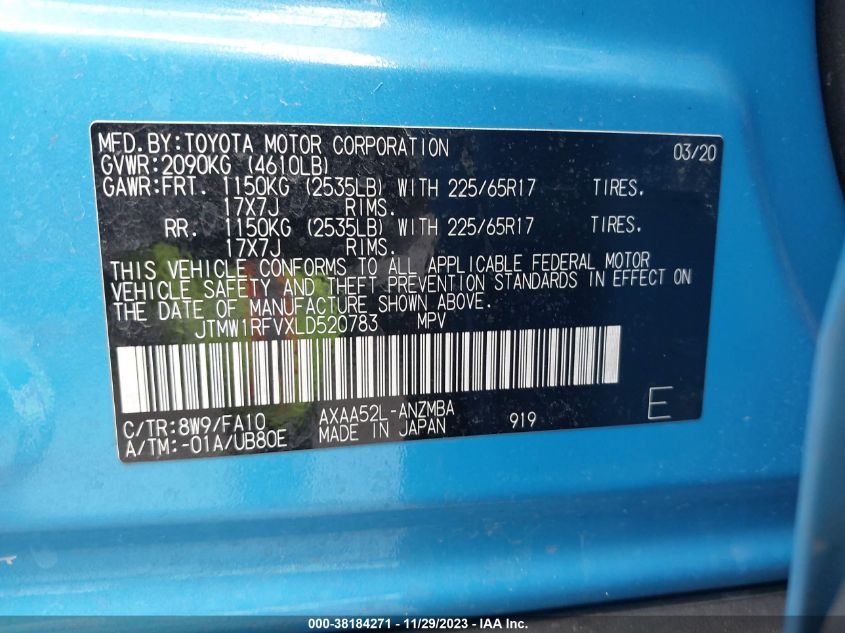 MFD.BY:TOYOTA MOTOR CORPORATION 03/20
GVWR:2090KG (4610LB)
GAWR:FRT. 1150KG (2535LB) WITH 225/65R17 TIRES.
17X7J RIMS.
RR. 1150KG (2535LB) WITH 225/65R17 TIRES.
17X7J RIMS.
THIS VEHICLE CONFORMS TO ALL APPLICABLE FEDERAL MOTOR
VEHICLE SAFETY AND THEFT PREVENTION STANDARDS IN EFFECT ON
THE DATE OF MANUFACTURE SHOWN ABOVE.
JTMW1RFVXLD520783 MPV
C/TR:8W9/FA10 AXAA52L-ANZMBA E
A/TM:-01A/UB80E MADE IN JAPAN 919
000-38184271 - 11/29/2023 - IAA Inc.